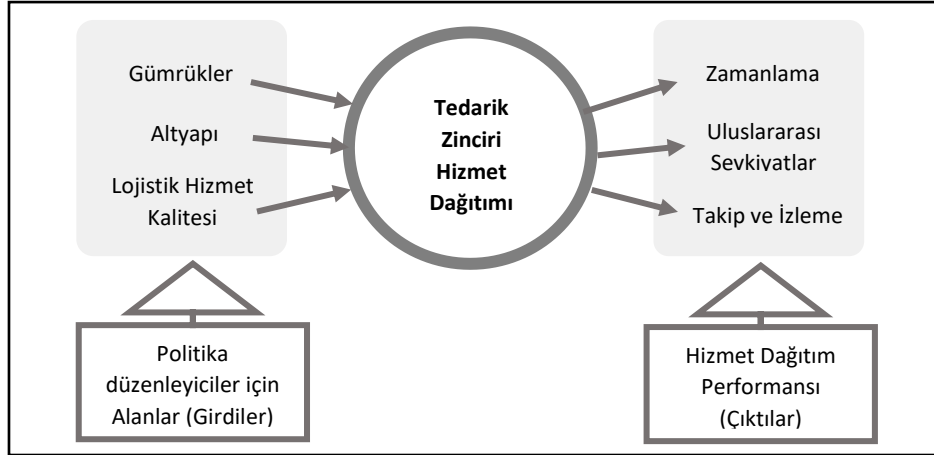 Gümrükler
Altyapı
Lojistik Hizmet
Kalitesi
Tedarik
Zinciri
Hizmet
Dağıtımı
Zamanlama
Uluslararası
Sevkiyatlar
Takip ve İzleme
Politika
düzenleyiciler için
Alanlar (Girdiler)
Hizmet Dağıtım
Performansı
(Çıktılar)